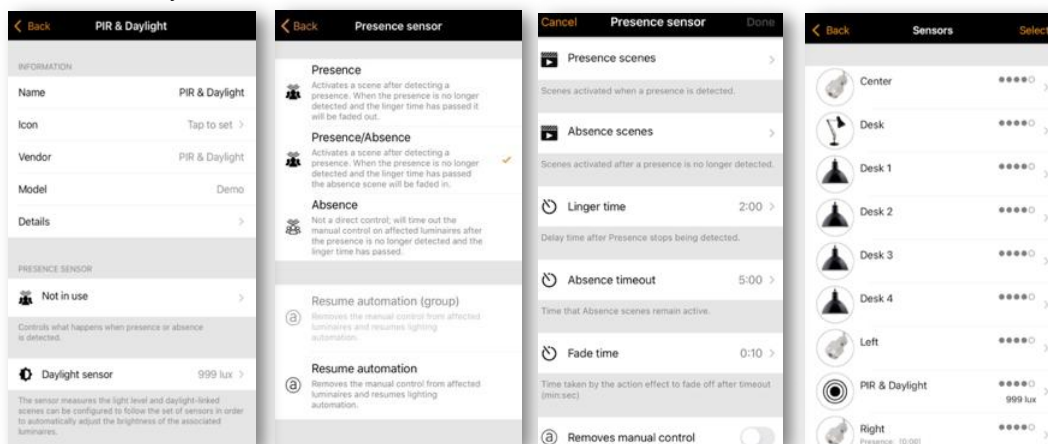 Back
PIR & Daylight
INFORMATION
Name
PIR & Daylight
Icon
Tap to set
Vendor
PIR & Daylight
Model
Demo
Details
PRESENCE SENSOR
Not in use
Controls what happens when presence or absence
is detected.
Daylight sensor
999 lux
The sensor measures the light level and daylight-linked
scenes can be configured to follow the set of sensors in order
to automatically adjust the brightness of the associated
luminaires.
Back
Presence sensor
Presence
Activates a scene after detecting a
presence. When the presence is no longer
detected and the linger time has passed it
will be faded out.
Presence/Absence
Activates a scene after detecting a
presence. When the presence is no longer
detected and the linger time has passed
the absence scene will be faded in.
Absence
Not a direct control; will time out the
manual control on affected luminaires after
the presence is no longer detected and the
linger time has passed.
Resume automation (group)
Removes the manual control from affected
luminaires and resumes lighting
automation.
Resume automation
Removes the manual control from affected
luminaires and resumes lighting
automation.
Cancel
Presence sensor
Done
Presence scenes
Scenes activated when a presence is detected.
Absence scenes
Scenes activated after a presence is no longer detected.
Linger time
2:00
Delay time after Presence stops being detected.
Absence timeout
5:00
Time that Absence scenes remain active.
Fade time
0:10
Time taken by the action effect to fade off after timeout
(min:sec)
Removes manual control
Back
Sensors
Select
Center
Desk
Desk 1
Desk 2
Desk 3
Desk 4
Left
PIR & Daylight
999 lux
Right